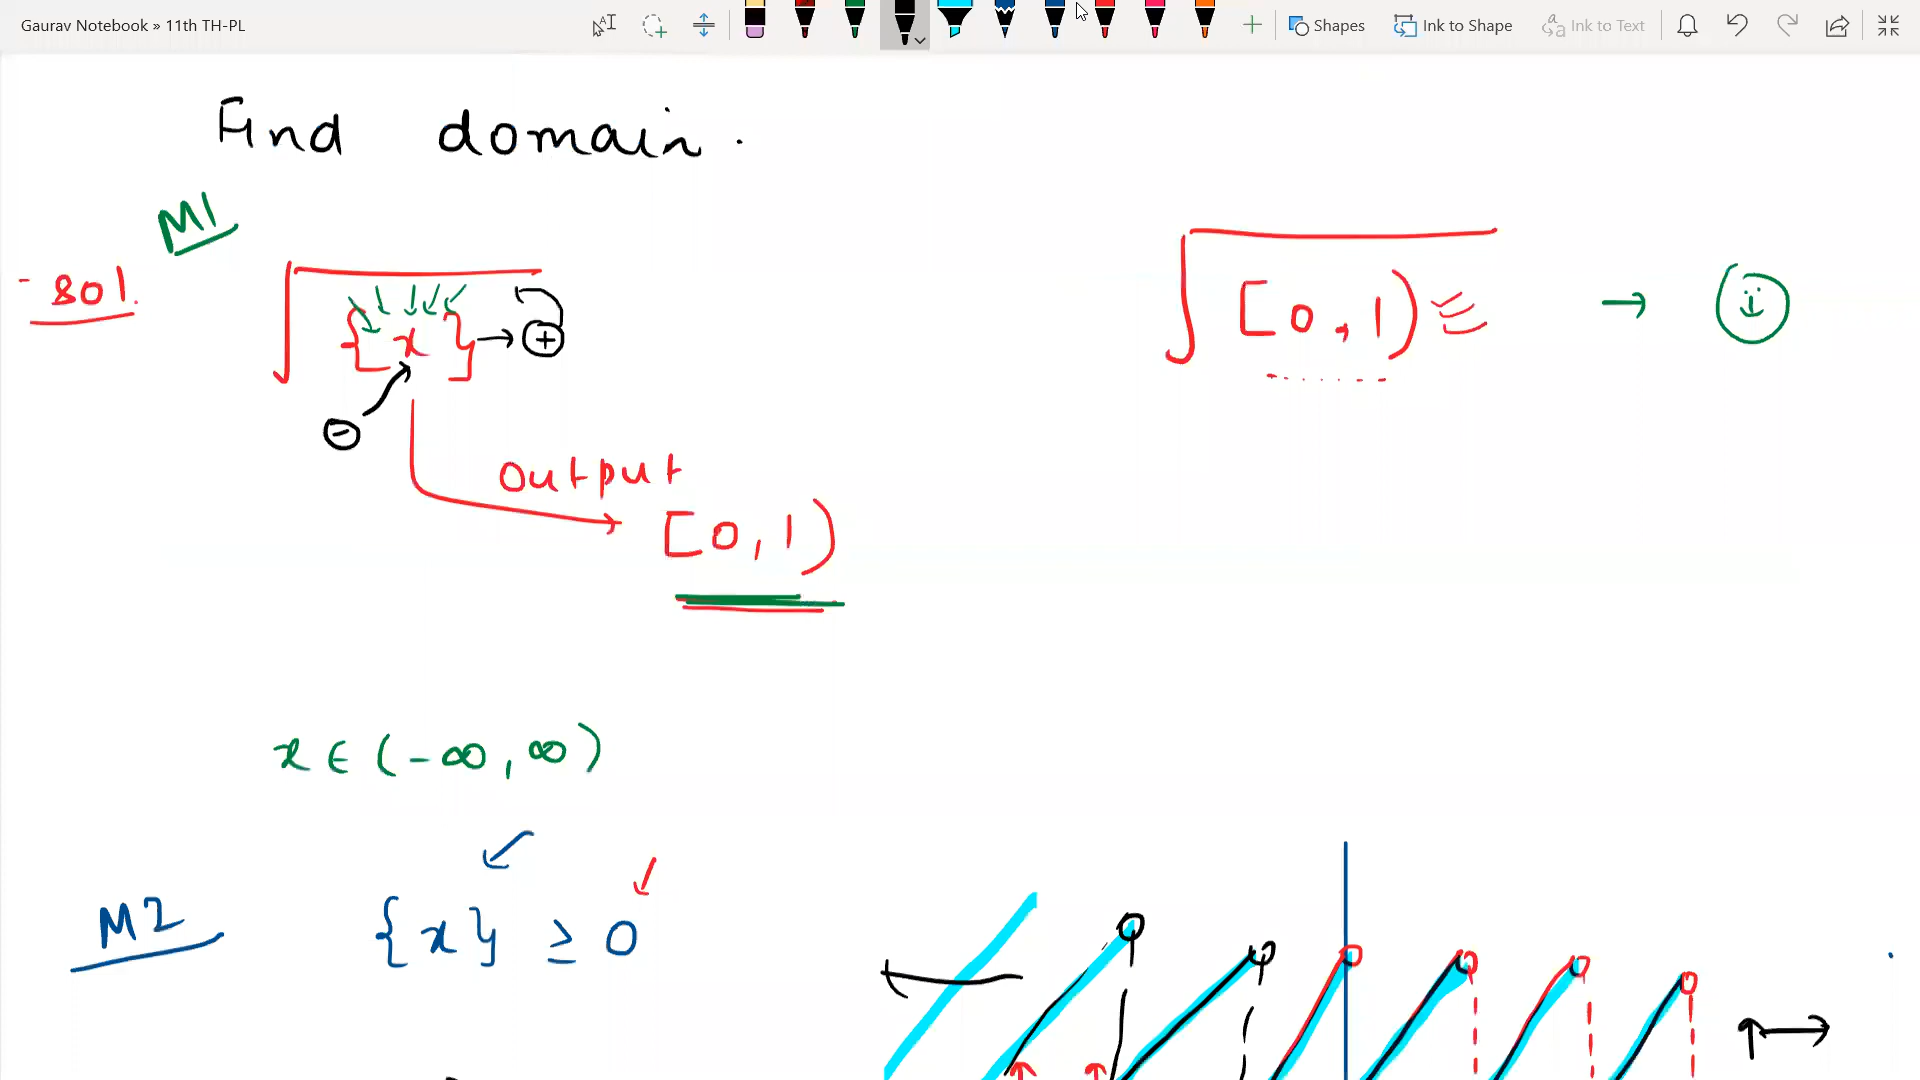 Gaurav Notebook » 11th TH-PL
Shapes
Ink to Shape
Ink to Text
Find domain.
M1
sol.
√{x} → +
−
√[0, 1) →
output
[0, 1)
x ∈ (-∞, ∞)
M2
{x} ≥ 0